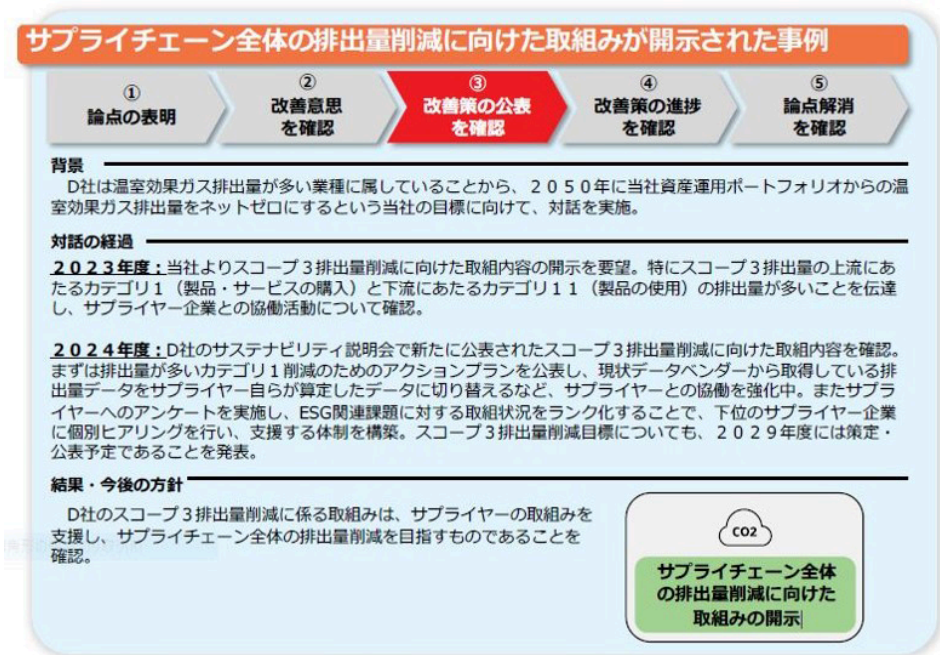 サプライチェーン全体の排出量削減に向けた取組みが開示された事例
①
論点の表明
②
改善意思
を確認
③
改善策の公表
を確認
④
改善策の進捗
を確認
⑤
論点解消
を確認
背景
D社は温室効果ガス排出量が多い業種に属していることから、２０５０年に当社資産運用ポートフォリオからの温
室効果ガス排出量をネットゼロにするという当社の目標に向けて、対話を実施。
対話の経過
２０２３年度：当社よりスコープ３排出量削減に向けた取組内容の開示を要望。特にスコープ３排出量の上流にあ
たるカテゴリ１（製品・サービスの購入）と下流にあたるカテゴリ１１（製品の使用）の排出量が多いことを伝達
し、サプライヤー企業との協働活動について確認。
２０２４年度：D社のサステナビリティ説明会で新たに公表されたスコープ３排出量削減に向けた取組内容を確認。
まずは排出量が多いカテゴリ１削減のためのアクションプランを公表し、現状データベンダーから取得している排
出量データをサプライヤー自らが算定したデータに切り替えるなど、サプライヤーとの協働を強化中。またサプラ
イヤーへのアンケートを実施し、ESG関連課題に対する取組状況をランク化することで、下位のサプライヤー企業
に個別ヒアリングを行い、支援する体制を構築。スコープ３排出量削減目標についても、２０２９年度には策定・
公表予定であることを発表。
結果・今後の方針
D社のスコープ３排出量削減に係る取組みは、サプライヤーの取組みを
支援し、サプライチェーン全体の排出量削減を目指すものであることを
確認。
CO2
サプライチェーン全体
の排出量削減に向けた
取組みの開示